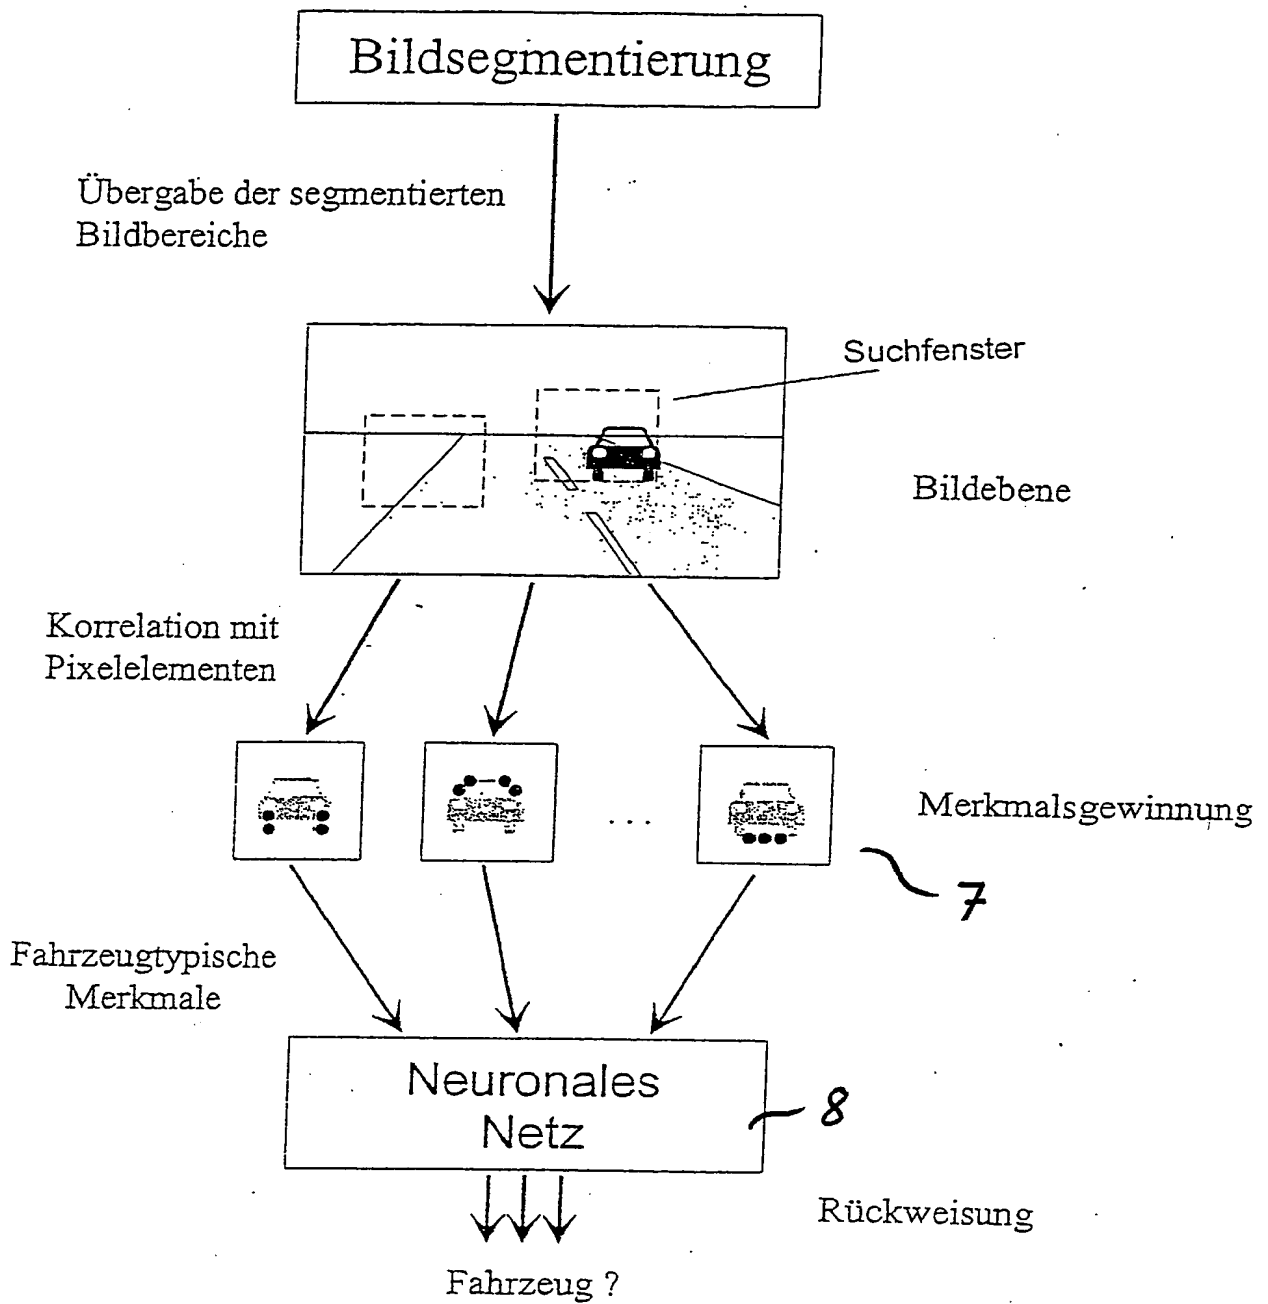 Bildsegmentierung
Übergabe der segmentierten
Bildbereiche
Suchfenster
Bildebene
Korrelation mit
Pixelelementen
...
Merkmalsgewinnung
7
Fahrzeugtypische
Merkmale
Neuronales
Netz
8
Rückweisung
Fahrzeug ?